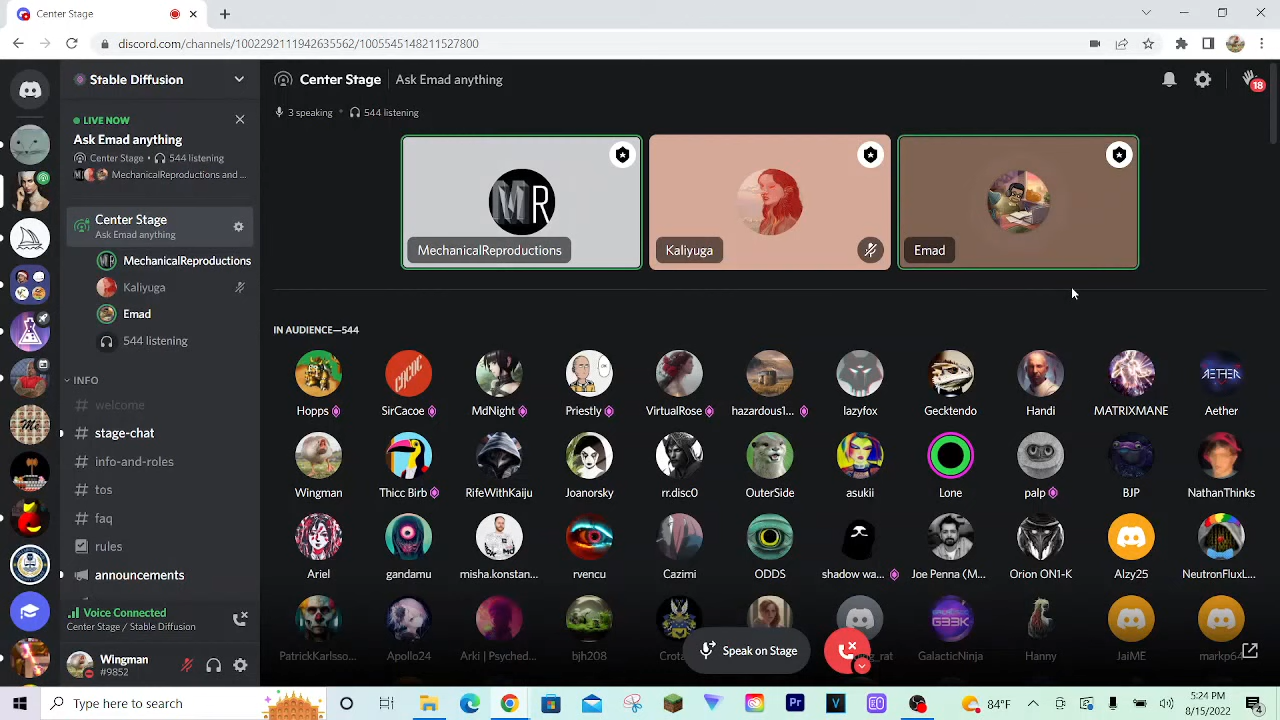 Center Stage
discord.com/channels/1002292111942635562/1005545148211527800
Stable Diffusion
Center Stage
Ask Emad anything
18
LIVE NOW
Ask Emad anything
Center Stage • 544 listening
MechanicalReproductions and ...
3 speaking • 544 listening
MR
MechanicalReproductions
Kaliyuga
Emad
Center Stage
Ask Emad anything
MechanicalReproductions
Kaliyuga
Emad
544 listening
IN AUDIENCE—544
Hopps
SirCacoe
MdNight
Priestly
VirtualRose
hazardous1...
lazyfox
Gecktendo
Handi
MATRIXMANE
Aether
INFO
welcome
stage-chat
info-and-roles
tos
faq
rules
announcements
Wingman
Thicc Birb
RifeWithKaiju
Joanorsky
rr.disc0
OuterSide
asukii
Lone
palp
BJP
NathanThinks
Ariel
gandamu
misha.konstan...
rvencu
Cazimi
ODDS
shadow wa...
Joe Penna (M...
Orion ON1-K
Alzy25
NeutronFluxL...
PatrickKarlsso...
Apollo24
Arki | Psyched...
bjh208
GalacticNinja
Hanny
JaiME
markp64
Speak on Stage
Voice Connected
Center Stage / Stable Diffusion
Wingman
#9852
Type here to search
84°F
5:24 PM
8/15/2022
4